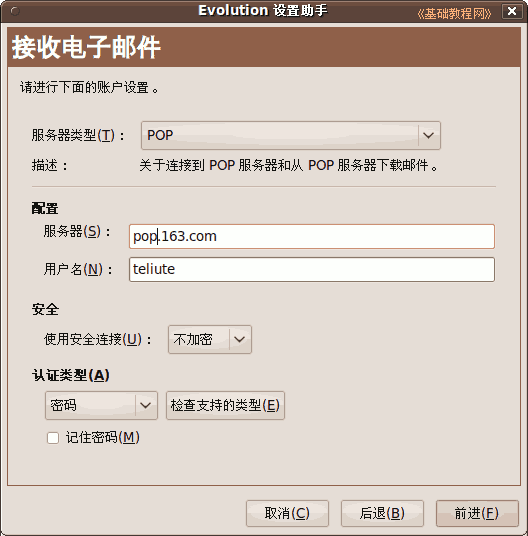 Evolution 设置助手
《基础教程网》
接收电子邮件
请进行下面的账户设置。
服务器类型(T)： POP
描述： 关于连接到 POP 服务器和从 POP 服务器下载邮件。
配置
服务器(S)： pop.163.com
用户名(N)： teliute
安全
使用安全连接(U)： 不加密
认证类型(A)
密码 检查支持的类型(E)
记住密码(M)
取消(C) 后退(B) 前进(F)